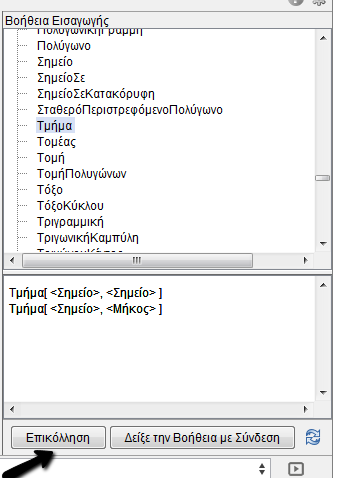 Βοήθεια Εισαγωγής
ΠολυγωνικήΓραμμή
Πολύγωνο
Σημείο
ΣημείοΣε
ΣημείοΣεΚατακόρυφη
ΣταθερόΠεριστρεφόμενοΠολύγωνο
Τμήμα
Τομέας
Τομή
ΤομήΠολυγώνων
Τόξο
ΤόξοΚύκλου
Τριγραμμική
ΤριγωνικήΚαμπύλη
Τμήμα[ <Σημείο>, <Σημείο> ]
Τμήμα[ <Σημείο>, <Μήκος> ]
Επικόλληση
Δείξε την Βοήθεια με Σύνδεση